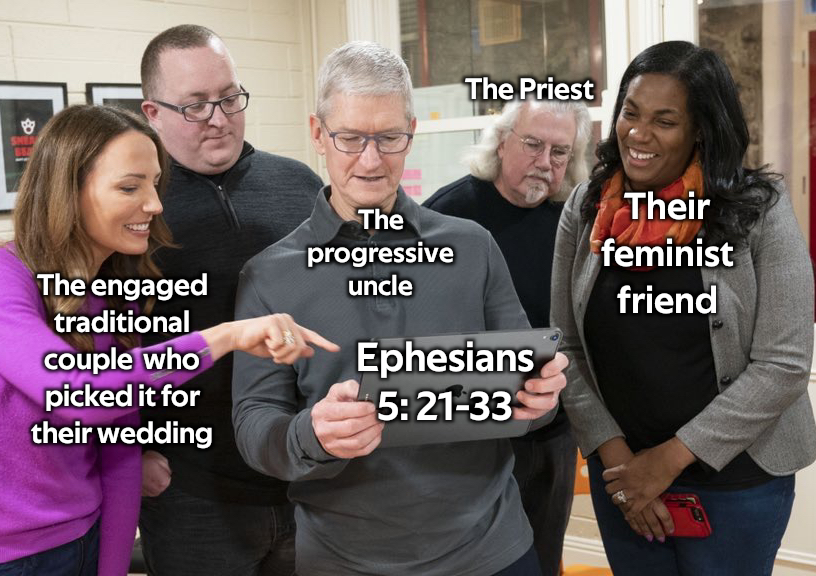 The Priest
The
progressive
uncle
Their
feminist
friend
The engaged
traditional
couple who
picked it for
their wedding
Ephesians
5: 21-33